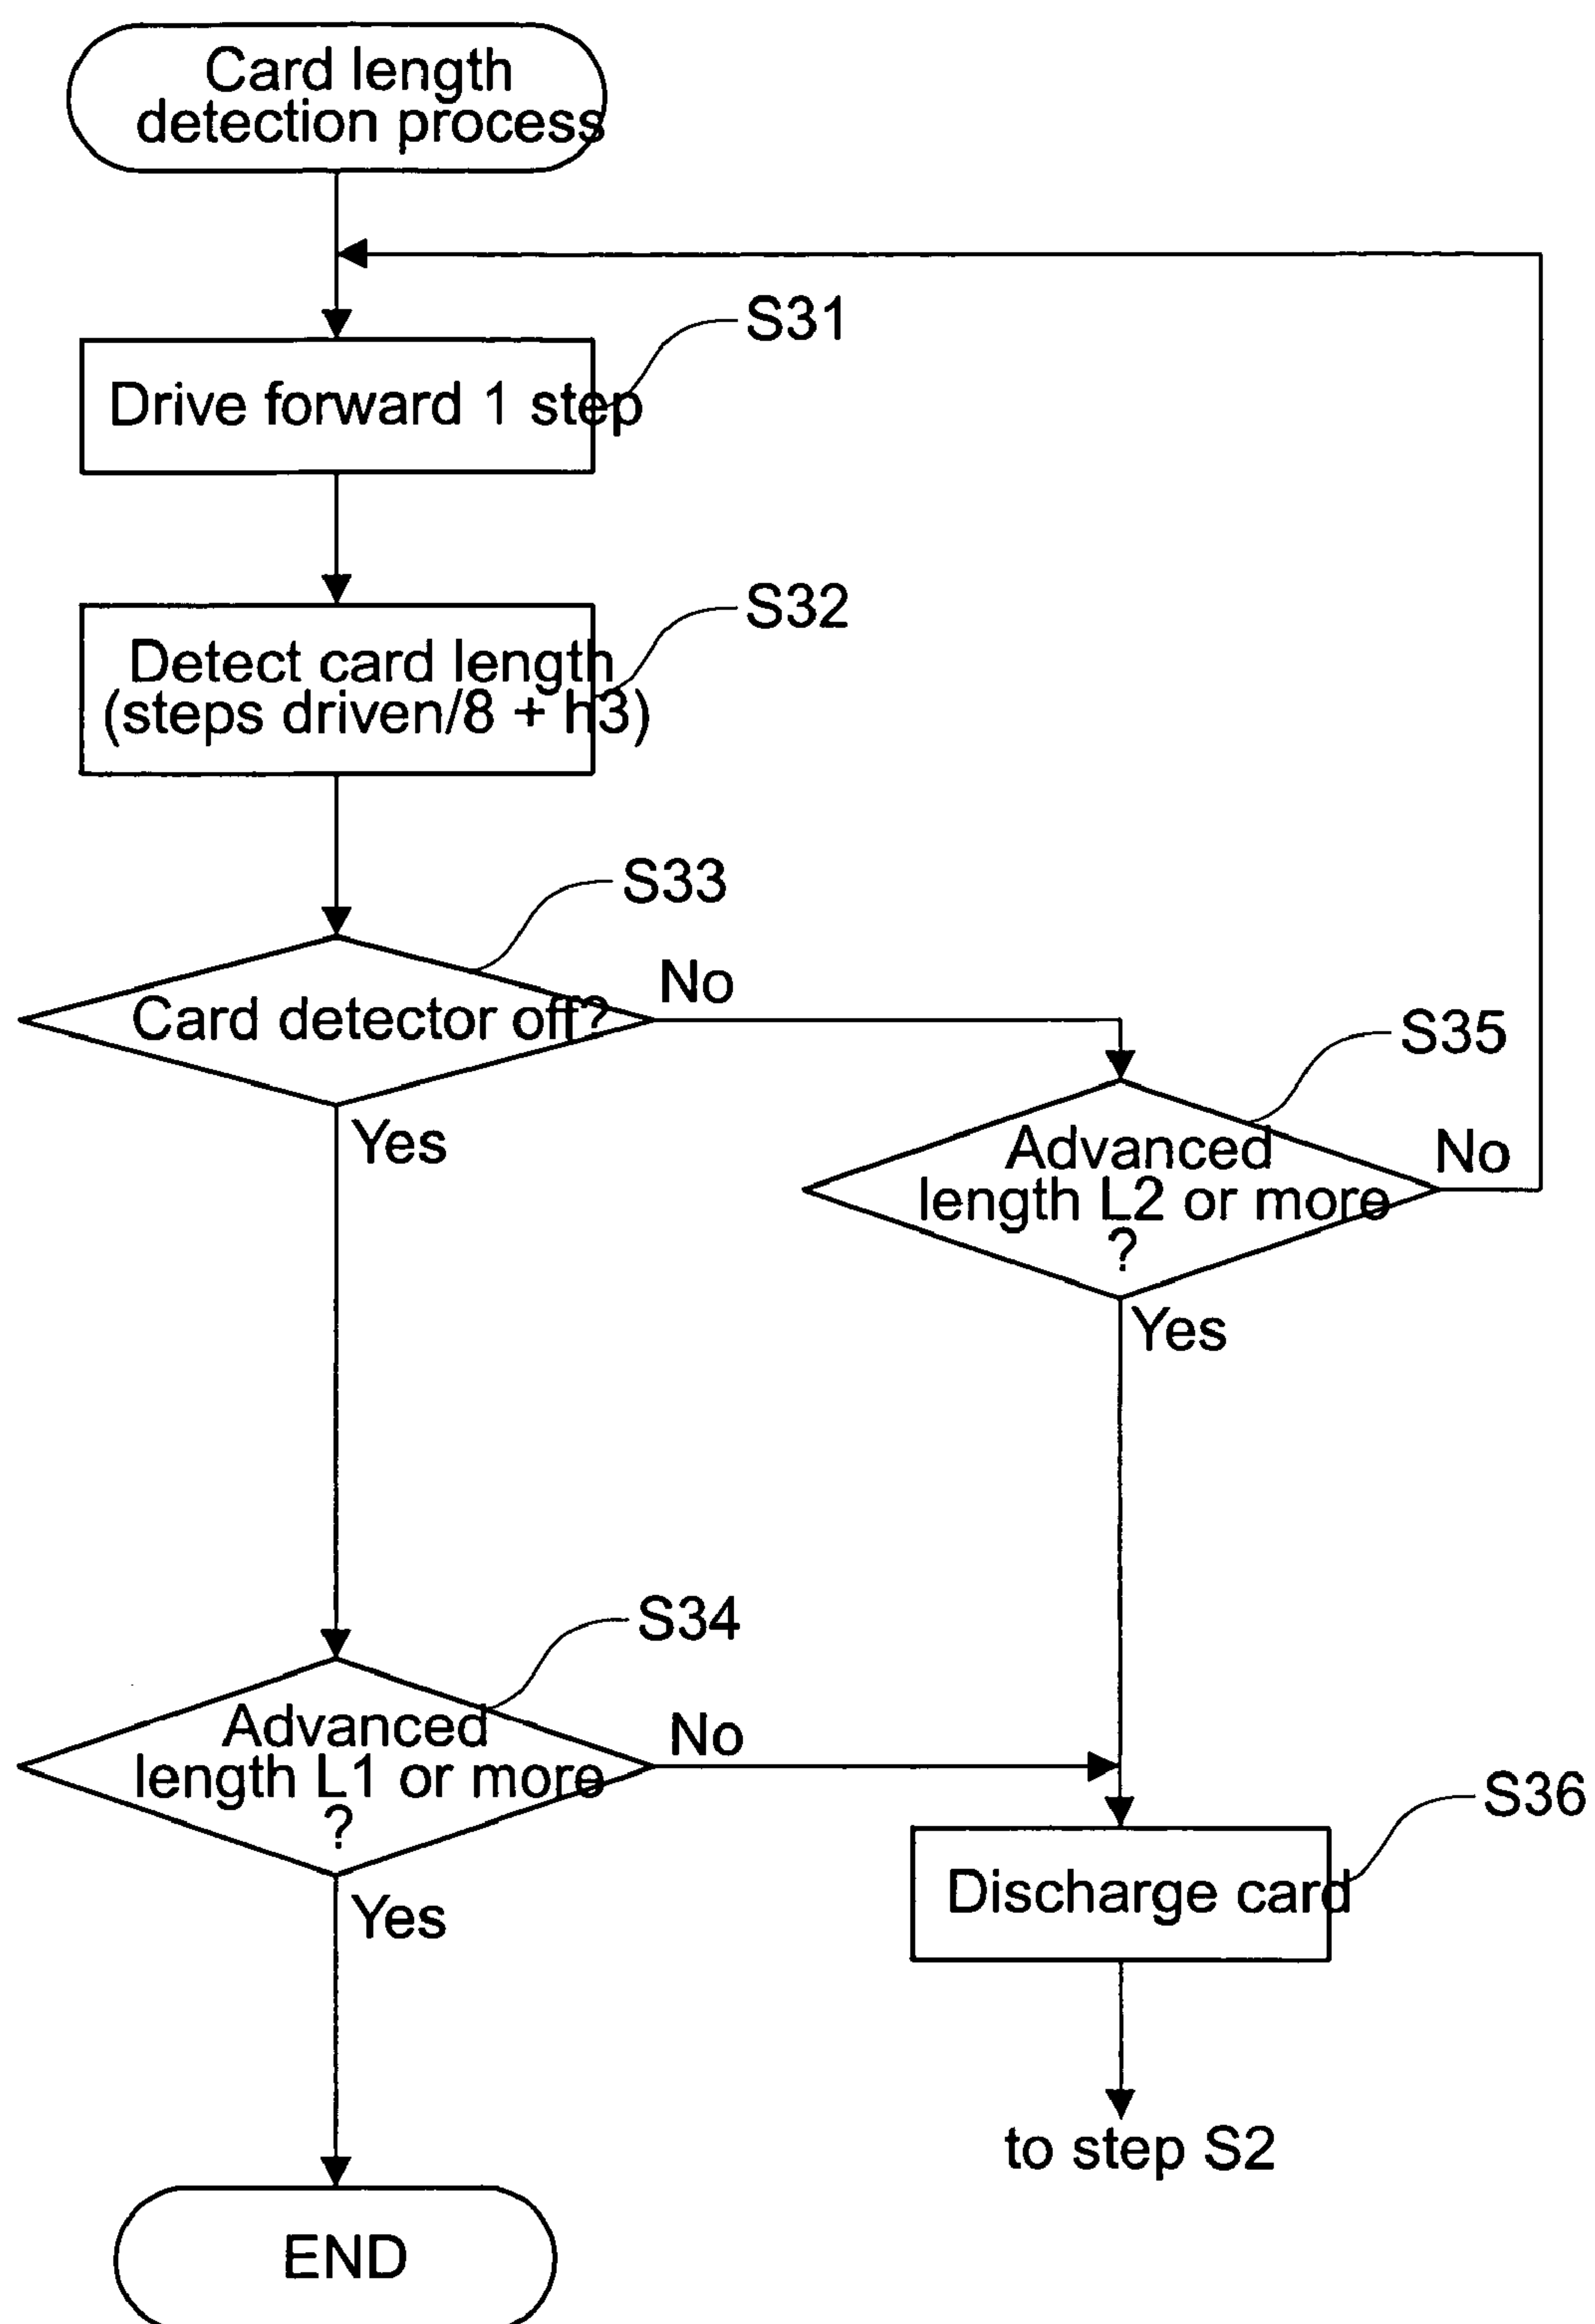 Card length
detection process
S31
Drive forward 1 step
S32
Detect card length
(steps driven/8 + h3)
S33
Card detector off?
No
Yes
S35
Advanced
length L2 or more
?
No
Yes
S34
Advanced
length L1 or more
?
No
Yes
S36
Discharge card
to step S2
END